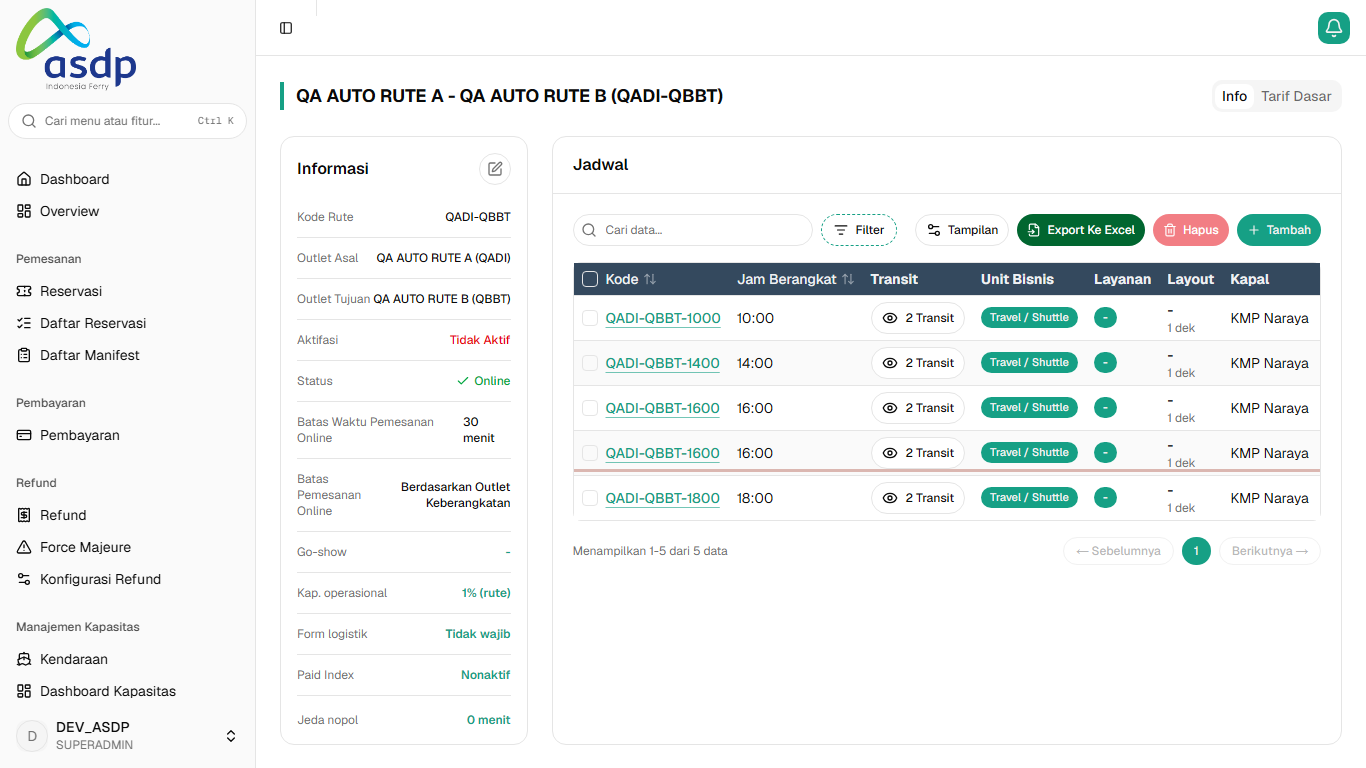 asdp
Indonesia Ferry
Cari menu atau fitur... Ctrl K
Dashboard
Overview
Pemesanan
Reservasi
Daftar Reservasi
Daftar Manifest
Pembayaran
Pembayaran
Refund
Refund
Force Majeure
Konfigurasi Refund
Manajemen Kapasitas
Kendaraan
Dashboard Kapasitas
D
DEV_ASDP
SUPERADMIN
QA AUTO RUTE A - QA AUTO RUTE B (QADI-QBBT)
Info Tarif Dasar
Informasi
Kode Rute QADI-QBBT
Outlet Asal QA AUTO RUTE A (QADI)
Outlet Tujuan QA AUTO RUTE B (QBBT)
Aktifasi Tidak Aktif
Status Online
Batas Waktu Pemesanan Online 30 menit
Batas Pemesanan Online Berdasarkan Outlet Keberangkatan
Go-show -
Kap. operasional 1% (rute)
Form logistik Tidak wajib
Paid Index Nonaktif
Jeda nopol 0 menit
Jadwal
Cari data... Filter Tampilan Export Ke Excel Hapus + Tambah
Kode Jam Berangkat Transit Unit Bisnis Layanan Layout Kapal
QADI-QBBT-1000 10:00 2 Transit Travel / Shuttle - - 1 dek KMP Naraya
QADI-QBBT-1400 14:00 2 Transit Travel / Shuttle - - 1 dek KMP Naraya
QADI-QBBT-1600 16:00 2 Transit Travel / Shuttle - - 1 dek KMP Naraya
QADI-QBBT-1600 16:00 2 Transit Travel / Shuttle - - 1 dek KMP Naraya
QADI-QBBT-1800 18:00 2 Transit Travel / Shuttle - - 1 dek KMP Naraya
Menampilkan 1-5 dari 5 data
← Sebelumnya 1 Berikutnya →